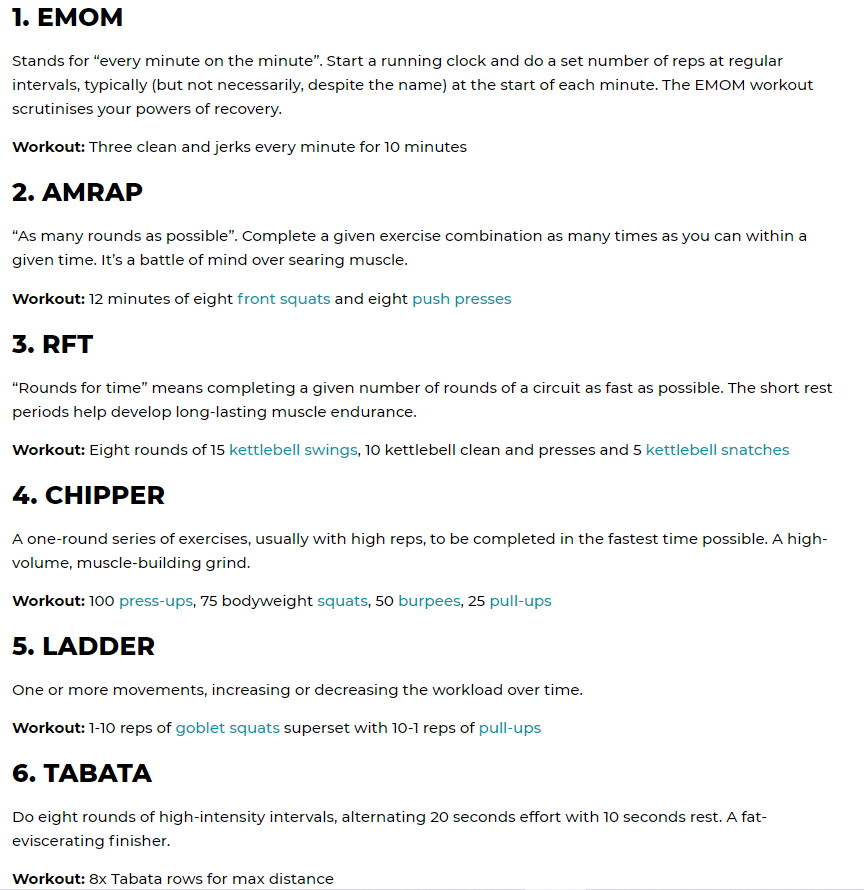 1. EMOM
Stands for “every minute on the minute”. Start a running clock and do a set number of reps at regular
intervals, typically (but not necessarily, despite the name) at the start of each minute. The EMOM workout
scrutinises your powers of recovery.
Workout: Three clean and jerks every minute for 10 minutes
2. AMRAP
“As many rounds as possible”. Complete a given exercise combination as many times as you can within a
given time. It’s a battle of mind over searing muscle.
Workout: 12 minutes of eight front squats and eight push presses
3. RFT
“Rounds for time” means completing a given number of rounds of a circuit as fast as possible. The short rest
periods help develop long-lasting muscle endurance.
Workout: Eight rounds of 15 kettlebell swings, 10 kettlebell clean and presses and 5 kettlebell snatches
4. CHIPPER
A one-round series of exercises, usually with high reps, to be completed in the fastest time possible. A high-
volume, muscle-building grind.
Workout: 100 press-ups, 75 bodyweight squats, 50 burpees, 25 pull-ups
5. LADDER
One or more movements, increasing or decreasing the workload over time.
Workout: 1-10 reps of goblet squats superset with 10-1 reps of pull-ups
6. TABATA
Do eight rounds of high-intensity intervals, alternating 20 seconds effort with 10 seconds rest. A fat-
eviscerating finisher.
Workout: 8x Tabata rows for max distance